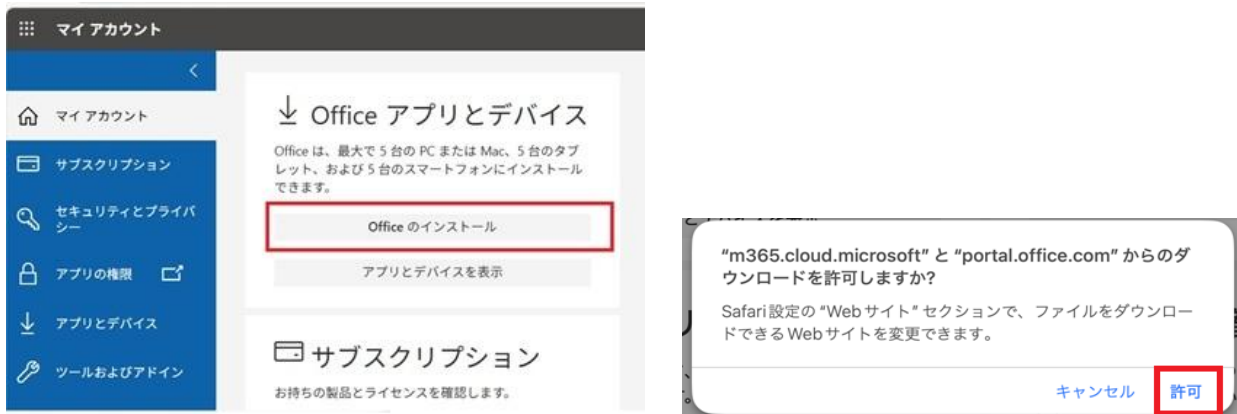 マイ アカウント
マイ アカウント
サブスクリプション
セキュリティとプライバ
シー
アプリの権限
アプリとデバイス
ツールおよびアドイン
Office アプリとデバイス
Office は、最大で 5 台の PC または Mac、5 台のタブ
レット、および 5 台のスマートフォンにインストール
できます。
Office のインストール
アプリとデバイスを表示
サブスクリプション
お持ちの製品とライセンスを確認します。
“m365.cloud.microsoft” と “portal.office.com” からのダ
ウンロードを許可しますか?
Safari 設定の “Web サイト” セクションで、ファイルをダウンロー
ドできる Web サイトを変更できます。
キャンセル
許可